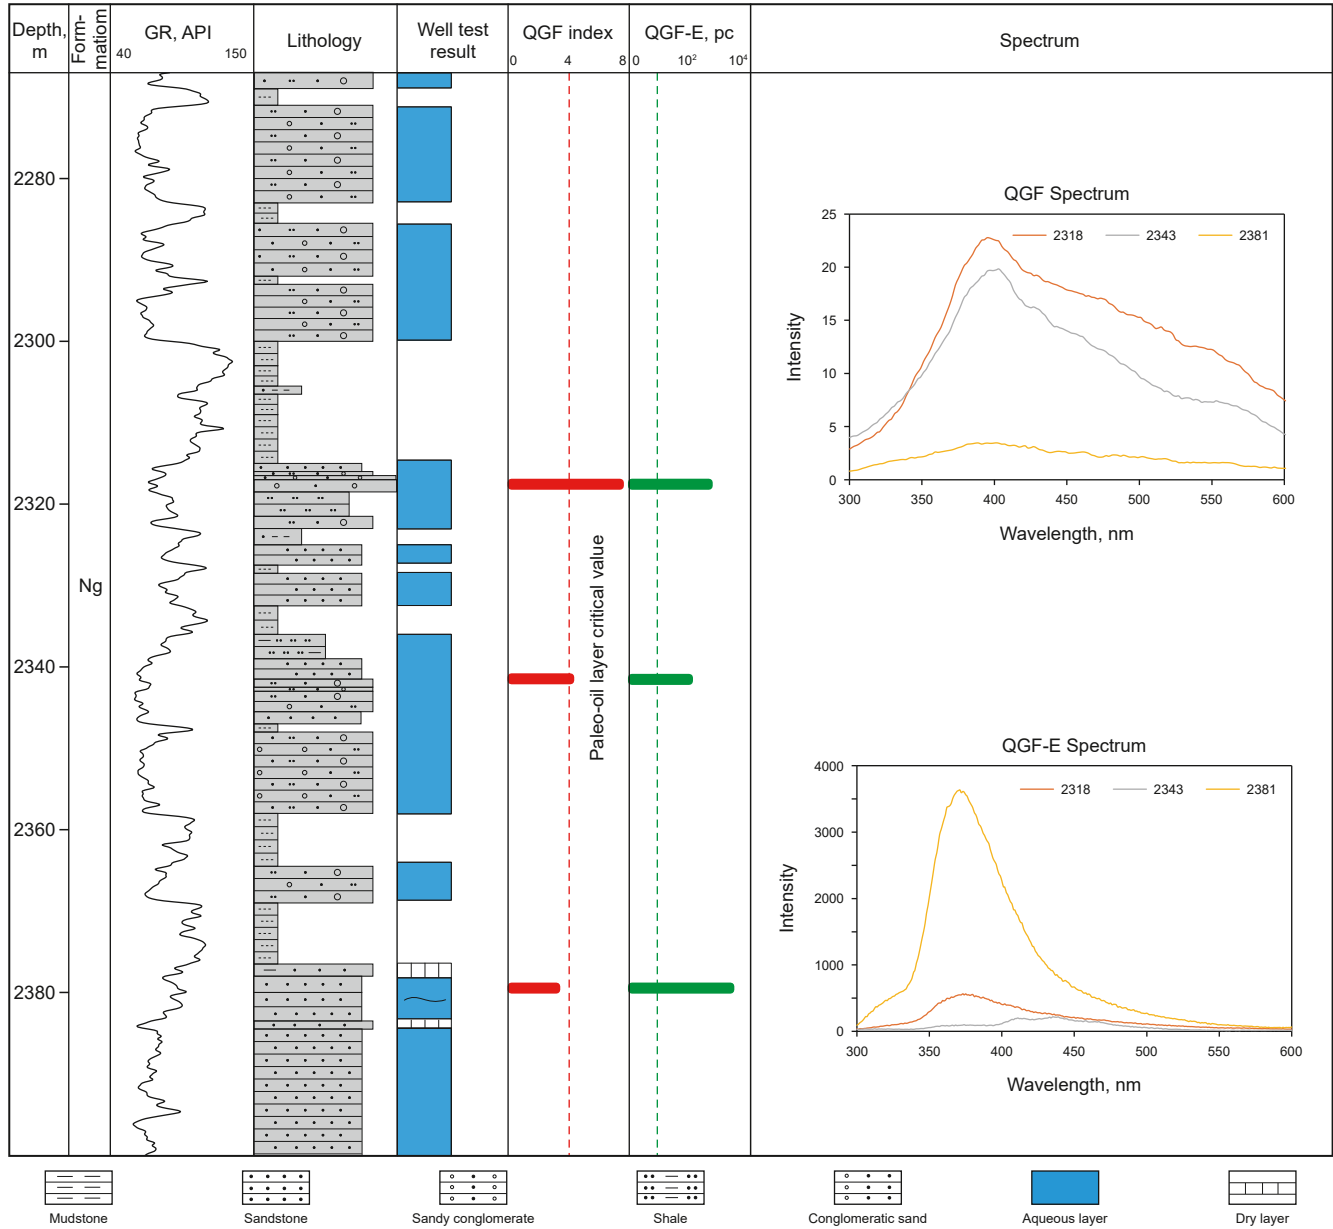 Depth, m
Form-
matiom
GR, API
40 150
Lithology
Well test
result
QGF index
0 4 8
QGF-E, pc
0 10² 10⁴
Spectrum
2280
2300
2320
2340
2360
2380
Ng
Paleo-oil layer critical value
QGF Spectrum
2318 2343 2381
25
20
15
10
5
0
Intensity
300 350 400 450 500 550 600
Wavelength, nm
QGF-E Spectrum
2318 2343 2381
4000
3000
2000
1000
0
Intensity
300 350 400 450 500 550 600
Wavelength, nm
Mudstone
Sandstone
Sandy conglomerate
Shale
Conglomeratic sand
Aqueous layer
Dry layer